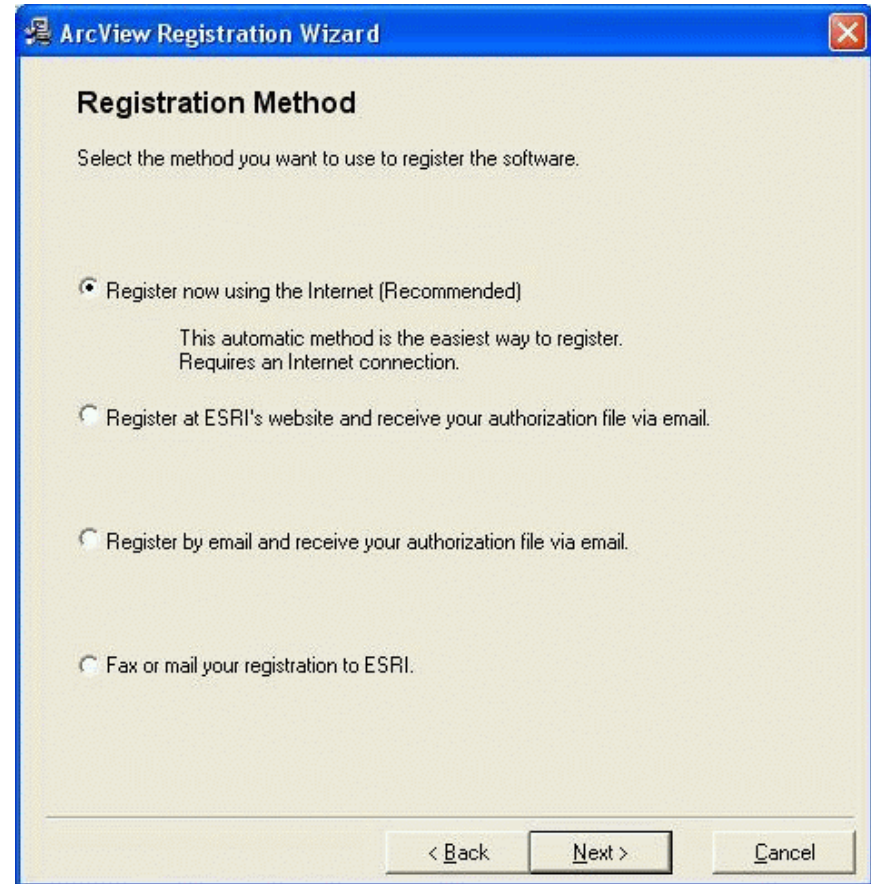 ArcView Registration Wizard
Registration Method
Select the method you want to use to register the software.
Register now using the Internet (Recommended)
This automatic method is the easiest way to register.
Requires an Internet connection.
Register at ESRI's website and receive your authorization file via email.
Register by email and receive your authorization file via email.
Fax or mail your registration to ESRI.
< Back Next > Cancel